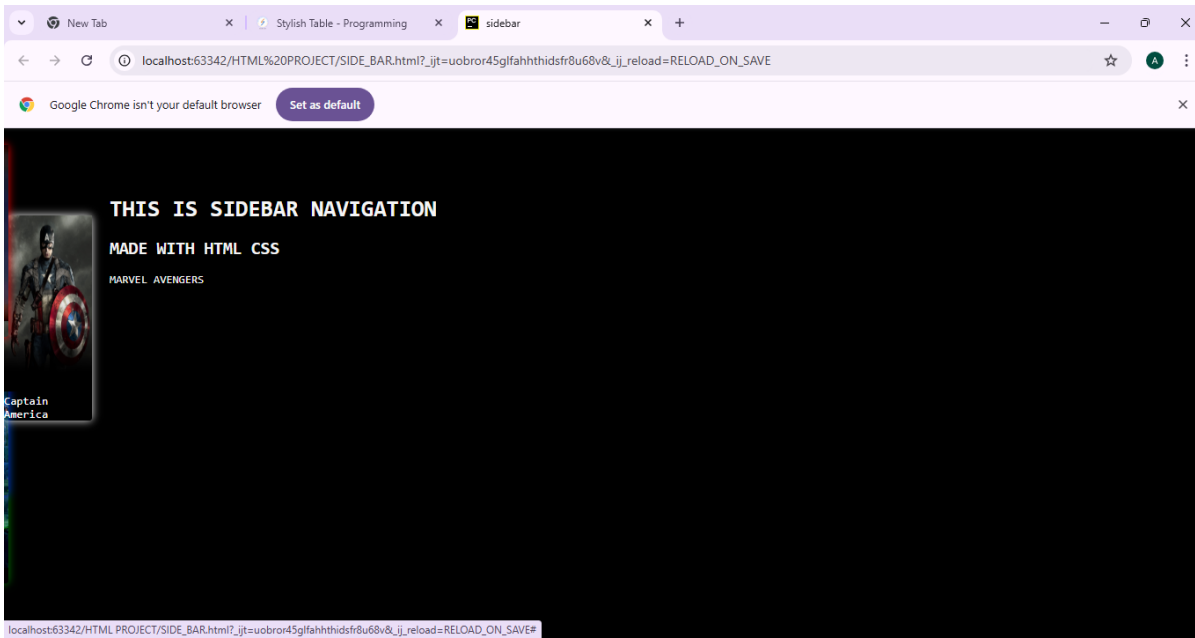 New Tab
Stylish Table - Programming
PC
sidebar
localhost:63342/HTML%20PROJECT/SIDE_BAR.html?_ijt=uobror45glfahhthidsfr8u68v&_ij_reload=RELOAD_ON_SAVE
A
Google Chrome isn't your default browser
Set as default
THIS IS SIDEBAR NAVIGATION
MADE WITH HTML CSS
MARVEL AVENGERS
Captain
America
localhost:63342/HTML PROJECT/SIDE_BAR.html?_ijt=uobror45glfahhthidsfr8u68v&_ij_reload=RELOAD_ON_SAVE#